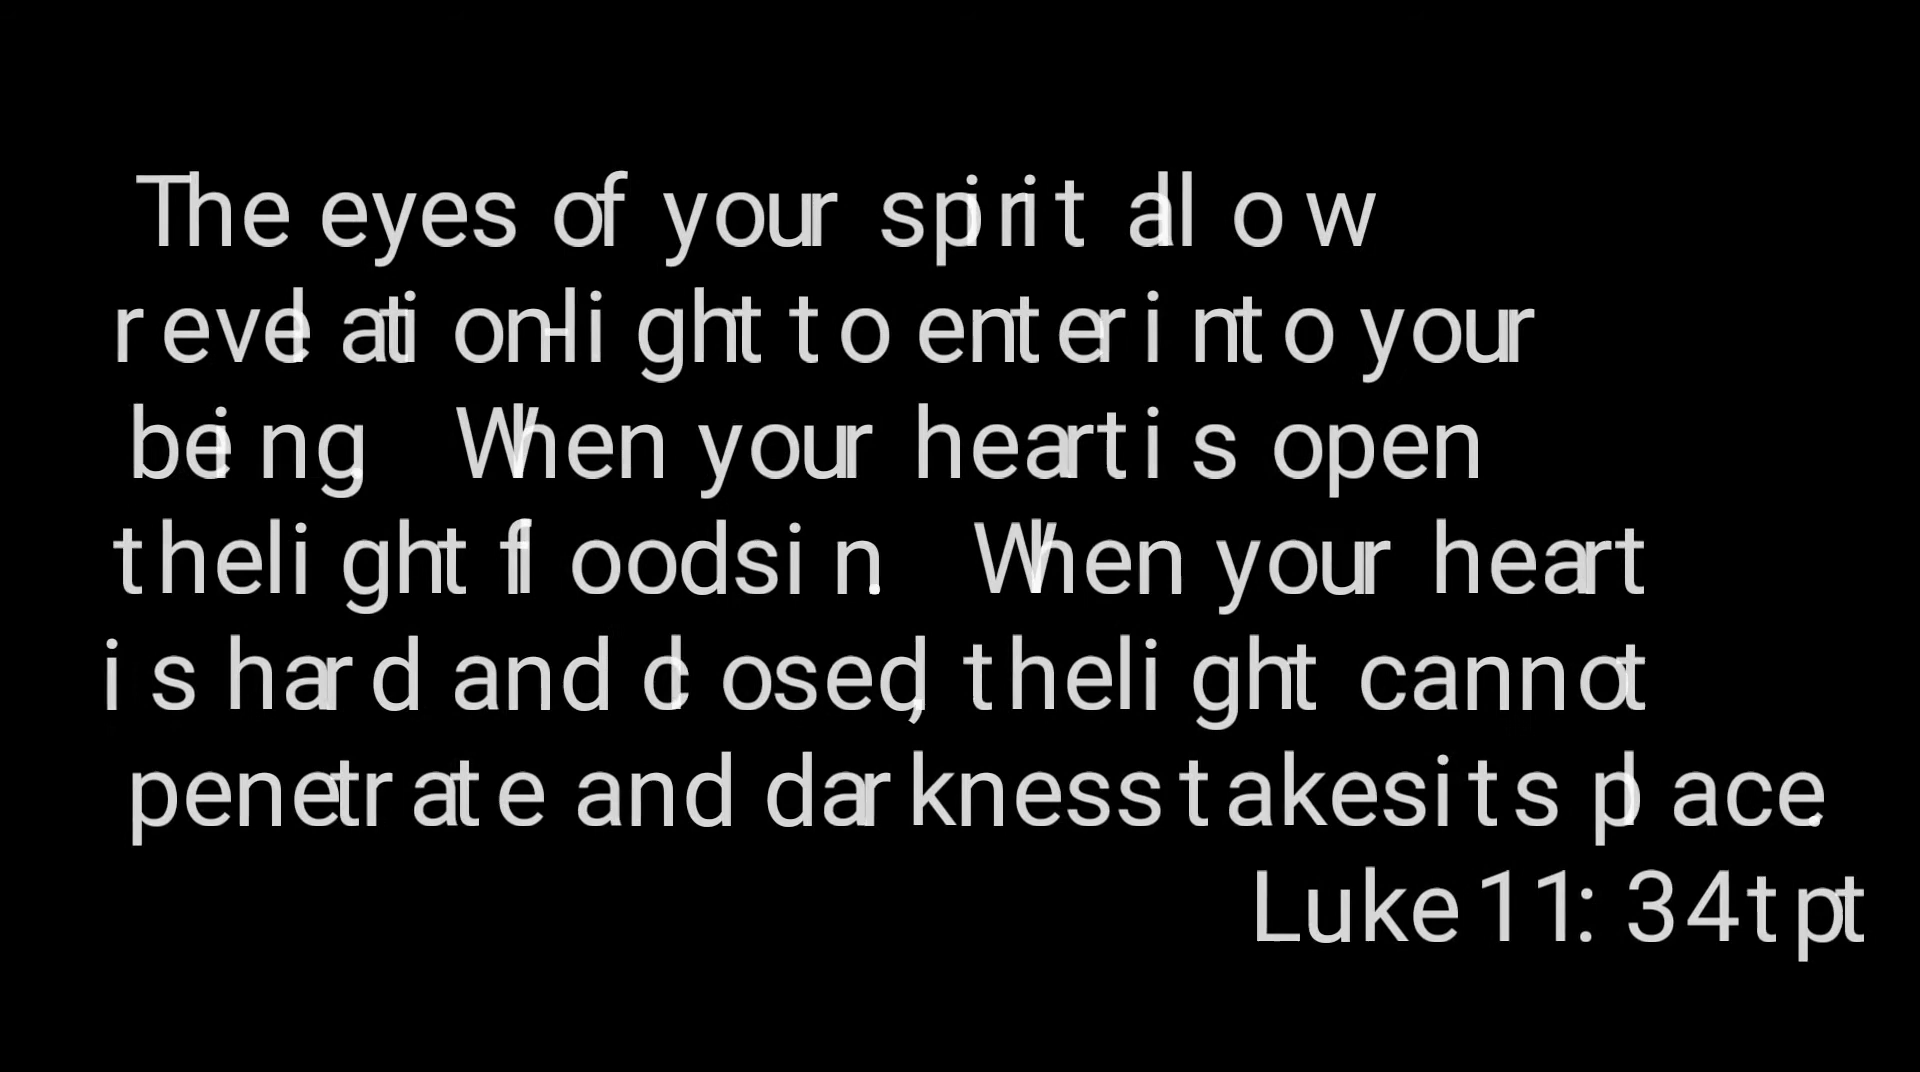 The eyes of your spirit allow
revelation-light to enter into your
being. When your heart is open
the light floods in. When your heart
is hard and closed, the light cannot
penetrate and darkness takes its place.
Luke 11:34 tpt